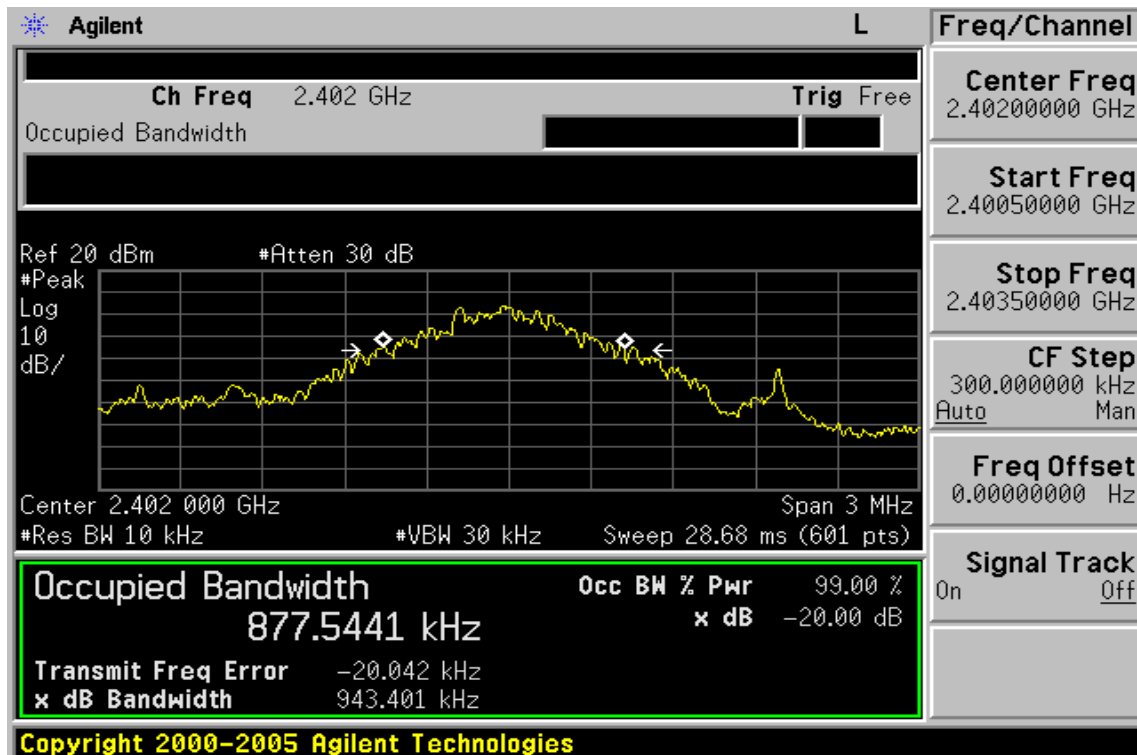 Agilent L Freq/Channel
Ch Freq 2.402 GHz Trig Free
Occupied Bandwidth
Center Freq
2.40200000 GHz
Start Freq
2.40050000 GHz
Stop Freq
2.40350000 GHz
CF Step
300.000000 kHz
Auto Man
Freq Offset
0.00000000 Hz
Signal Track
On Off
Ref 20 dBm #Atten 30 dB
#Peak
Log
10
dB/
Center 2.402 000 GHz Span 3 MHz
#Res BW 10 kHz #VBW 30 kHz Sweep 28.68 ms (601 pts)
Occupied Bandwidth Occ BW % Pwr 99.00 %
877.5441 kHz x dB -20.00 dB
Transmit Freq Error -20.042 kHz
x dB Bandwidth 943.401 kHz
Copyright 2000-2005 Agilent Technologies